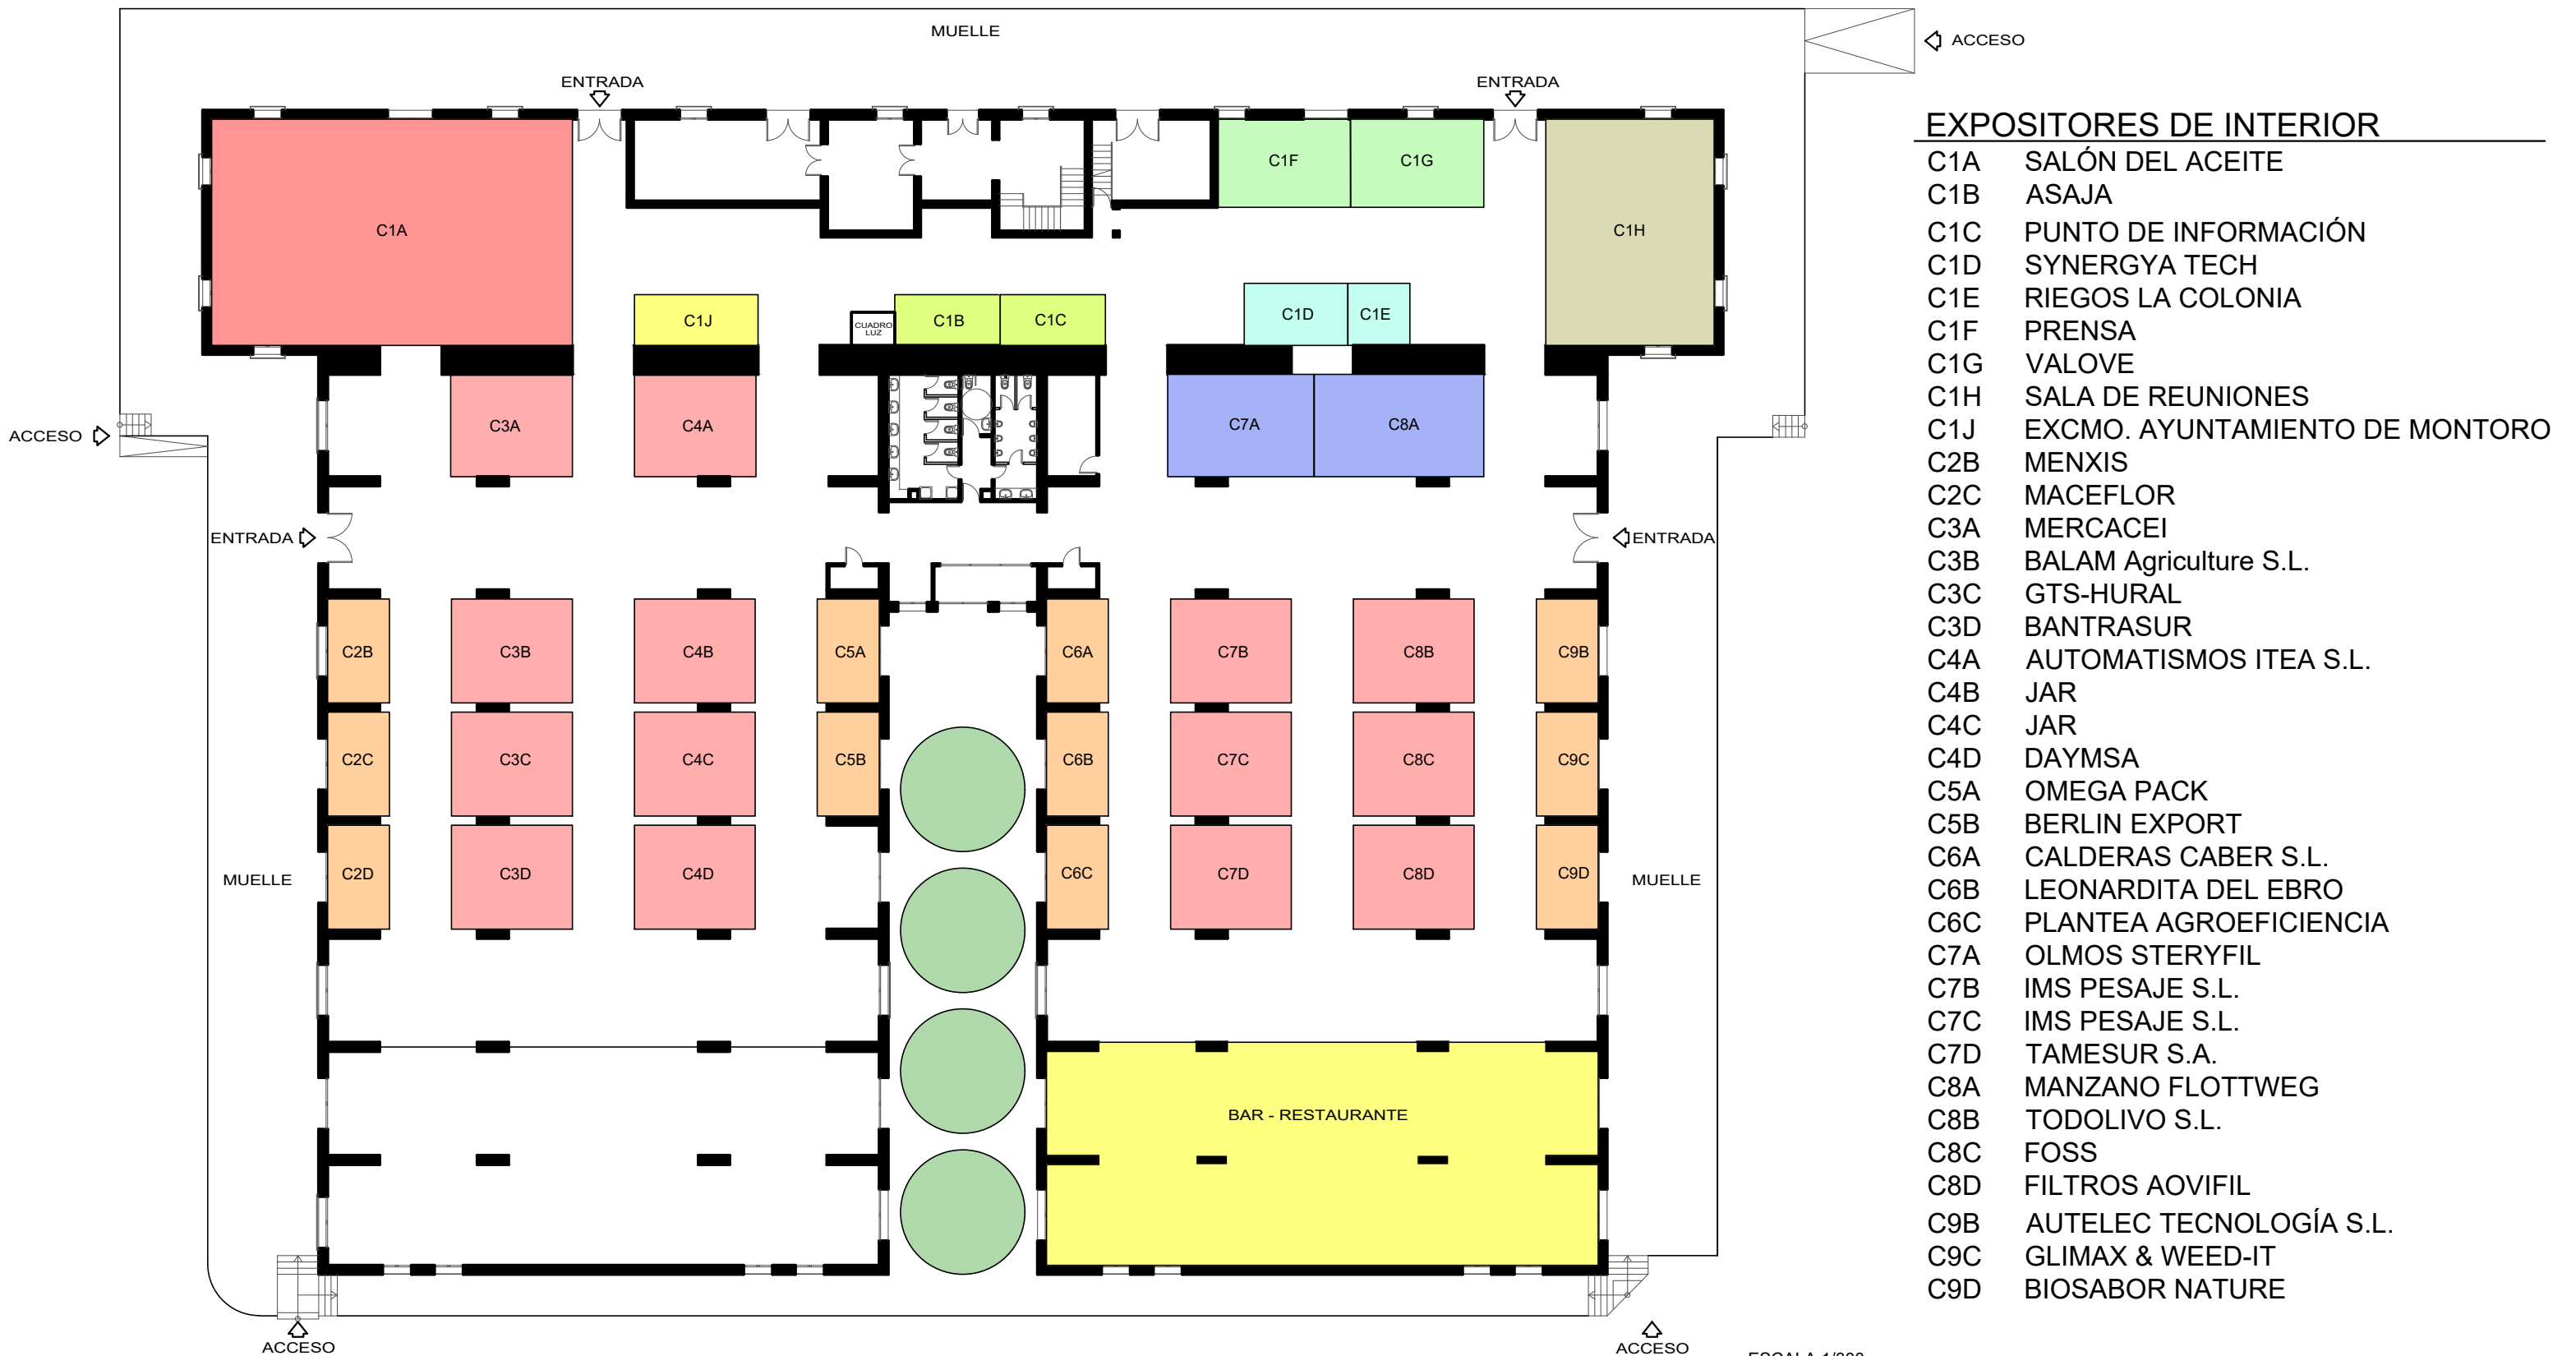 MUELLE
ACCESO
ENTRADA
ENTRADA
EXPOSITORES DE INTERIOR
C1A SALÓN DEL ACEITE
C1B ASAJA
C1C PUNTO DE INFORMACIÓN
C1D SYNERGYA TECH
C1E RIEGOS LA COLONIA
C1F PRENSA
C1G VALOVE
C1H SALA DE REUNIONES
C1J EXCMO. AYUNTAMIENTO DE MONTORO
C2B MENXIS
C2C MACEFLOR
C3A MERCACEI
C3B BALAM Agriculture S.L.
C3C GTS-HURAL
C3D BANTRASUR
C4A AUTOMATISMOS ITEA S.L.
C4B JAR
C4C JAR
C4D DAYMSA
C5A OMEGA PACK
C5B BERLIN EXPORT
C6A CALDERAS CABER S.L.
C6B LEONARDITA DEL EBRO
C6C PLANTEA AGROEFICIENCIA
C7A OLMOS STERYFIL
C7B IMS PESAJE S.L.
C7C IMS PESAJE S.L.
C7D TAMESUR S.A.
C8A MANZANO FLOTTWEG
C8B TODOLIVO S.L.
C8C FOSS
C8D FILTROS AOVIFIL
C9B AUTELEC TECNOLOGÍA S.L.
C9C GLIMAX & WEED-IT
C9D BIOSABOR NATURE
C1F
C1G
C1A
C1H
C1J
CUADRO
LUZ
C1B
C1C
C1D
C1E
C3A
C4A
C7A
C8A
ACCESO
ENTRADA
ENTRADA
C2B
C3B
C4B
C5A
C6A
C7B
C8B
C9B
C2C
C3C
C4C
C5B
C6B
C7C
C8C
C9C
C2D
C3D
C4D
C6C
C7D
C8D
C9D
MUELLE
MUELLE
BAR - RESTAURANTE
ACCESO
ACCESO